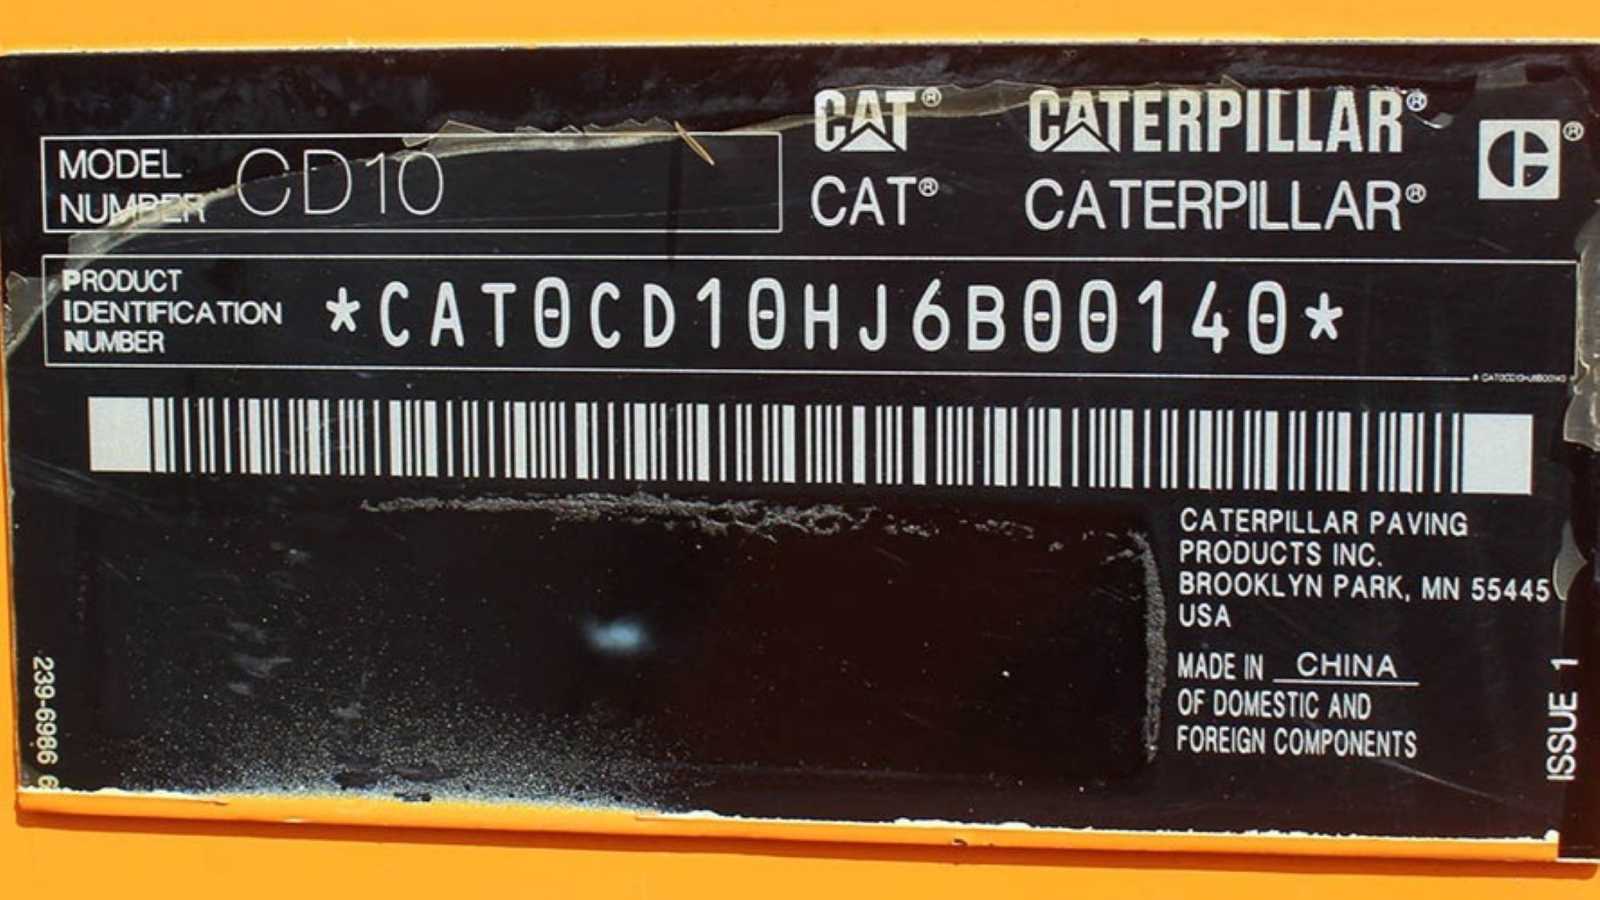 MODEL NUMBER CD10
CAT® CATERPILLAR®
CAT® CATERPILLAR®
PRODUCT
IDENTIFICATION
NUMBER
*CAT0CD10HJ6B00140*
CATERPILLAR PAVING
PRODUCTS INC.
BROOKLYN PARK, MN 55445
USA
MADE IN CHINA
OF DOMESTIC AND
FOREIGN COMPONENTS
239-6986 6
ISSUE 1